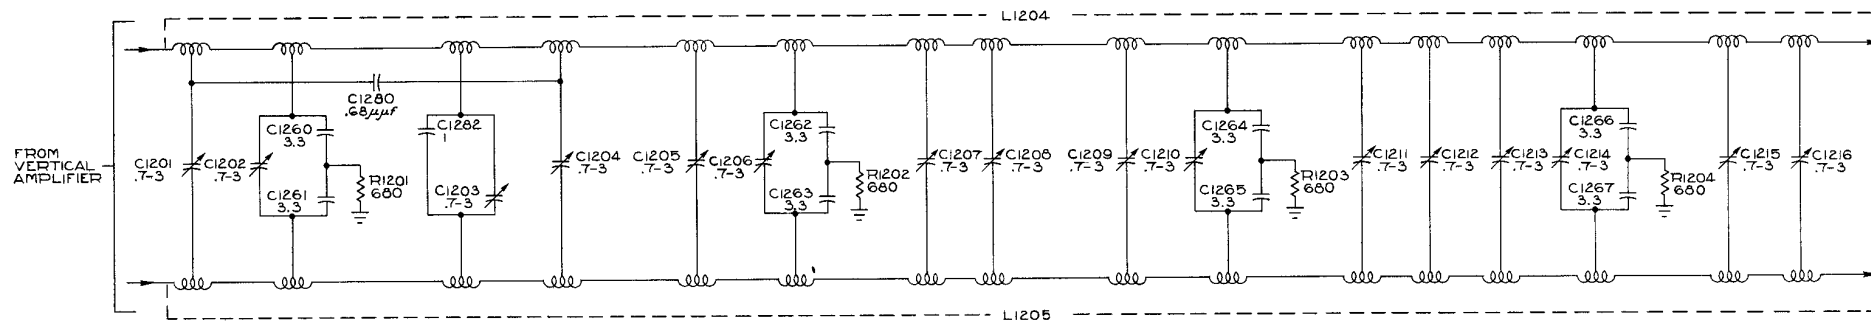 L1204
C1280
.68μμf
FROM
VERTICAL
AMPLIFIER
C1201
.7-3
C1202
.7-3
C1260
3.3
C1261
3.3
R1201
680
C1282
1
C1203
.7-3
C1204
.7-3
C1205
.7-3
C1206
.7-3
C1262
3.3
C1263
3.3
R1202
680
C1207
.7-3
C1208
.7-3
C1209
.7-3
C1210
.7-3
C1264
3.3
C1265
3.3
R1203
680
C1211
.7-3
C1212
.7-3
C1213
.7-3
C1214
.7-3
C1266
3.3
C1267
3.3
R1204
680
C1215
.7-3
C1216
.7-3
L1205